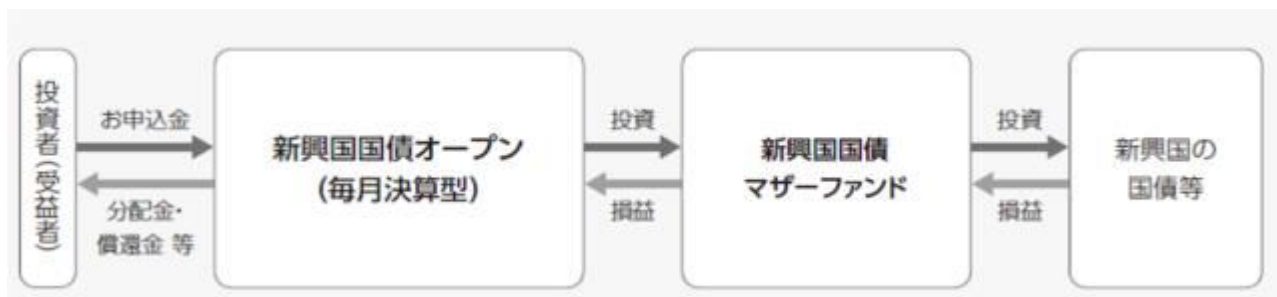 投資者(受益者)
お申込金
分配金・
償還金 等
新興国国債オープン
(毎月決算型)
投資
損益
新興国国債
マザーファンド
投資
損益
新興国の
国債等